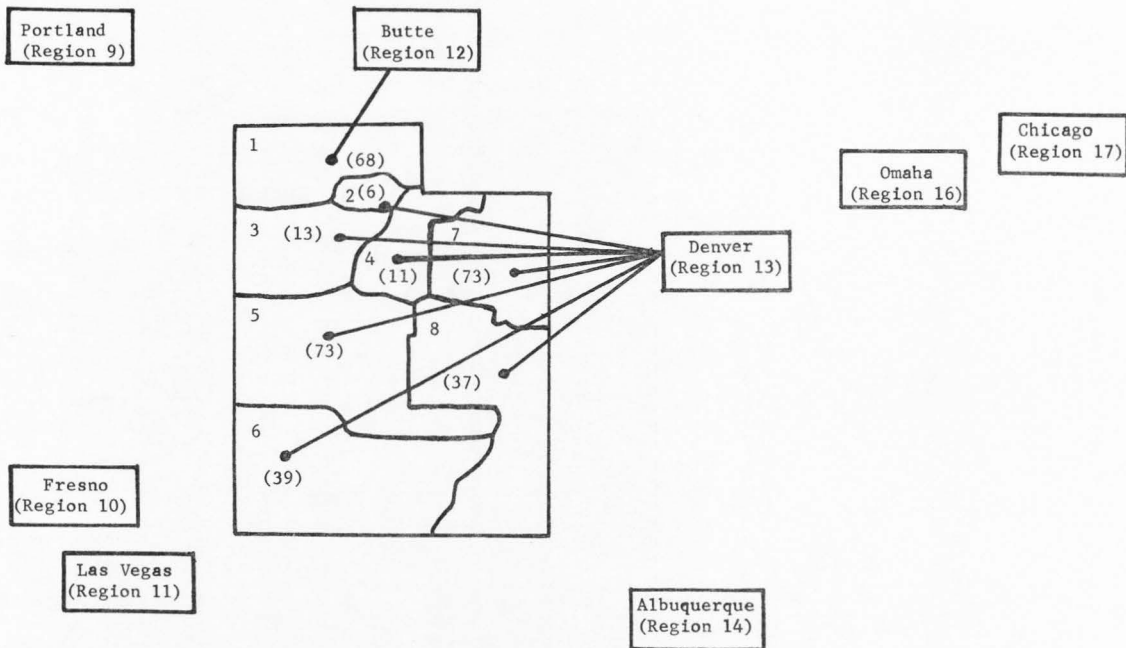 Portland
(Region 9)
Butte
(Region 12)
Chicago
(Region 17)
Omaha
(Region 16)
1
(68)
2 (6)
3
(13)
7
4
(11)
(73)
Denver
(Region 13)
5
8
(73)
(37)
6
(39)
Fresno
(Region 10)
Las Vegas
(Region 11)
Albuquerque
(Region 14)